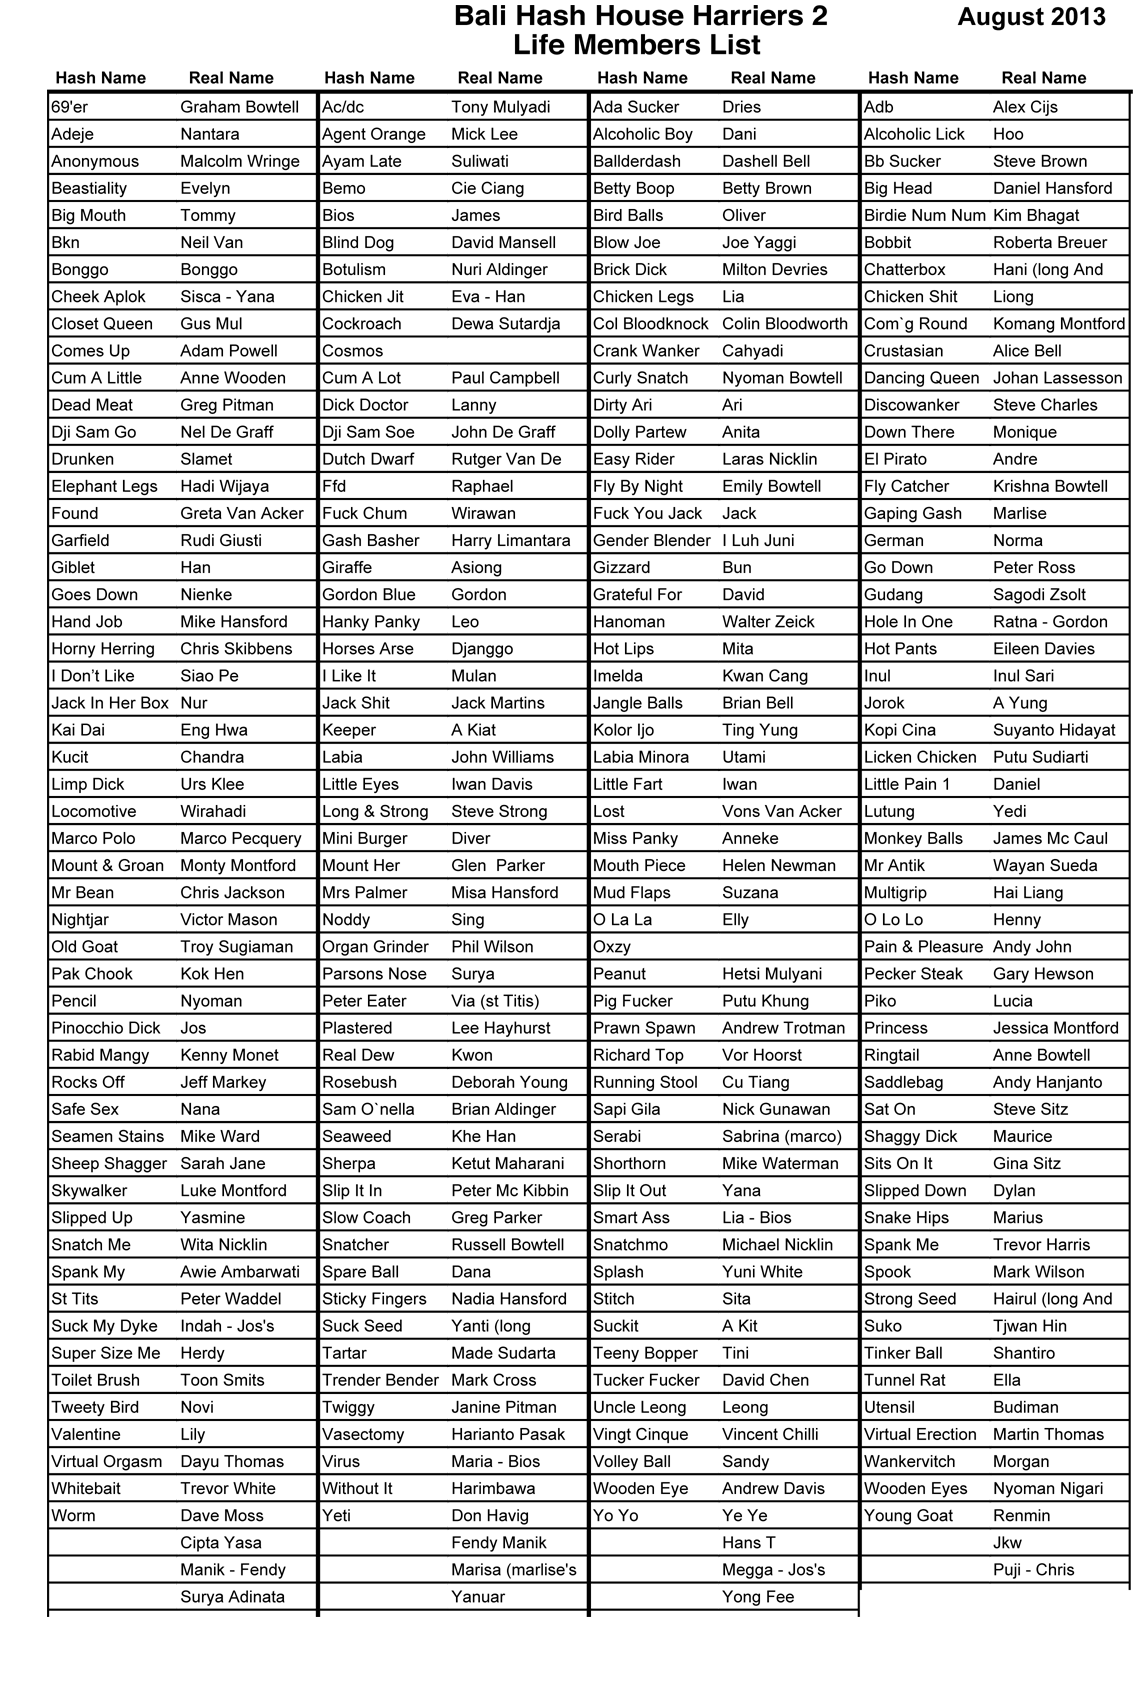 Bali Hash House Harriers 2 August 2013
Life Members List
Hash Name Real Name Hash Name Real Name Hash Name Real Name Hash Name Real Name
69'er Graham Bowtell Ac/dc Tony Mulyadi Ada Sucker Dries Adb Alex Cijs
Adeje Nantara Agent Orange Mick Lee Alcoholic Boy Dani Alcoholic Lick Hoo
Anonymous Malcolm Wringe Ayam Late Suliwati Ballderdash Dashell Bell Bb Sucker Steve Brown
Beastiality Evelyn Bemo Cie Ciang Betty Boop Betty Brown Big Head Daniel Hansford
Big Mouth Tommy Bios James Bird Balls Oliver Birdie Num Num Kim Bhagat
Bkn Neil Van Blind Dog David Mansell Blow Joe Joe Yaggi Bobbit Roberta Breuer
Bonggo Bonggo Botulism Nuri Aldinger Brick Dick Milton Devries Chatterbox Hani (long And
Cheek Aplok Sisca - Yana Chicken Jit Eva - Han Chicken Legs Lia Chicken Shit Liong
Closet Queen Gus Mul Cockroach Dewa Sutardja Col Bloodknock Colin Bloodworth Com`g Round Komang Montford
Comes Up Adam Powell Cosmos Crank Wanker Cahyadi Crustasian Alice Bell
Cum A Little Anne Wooden Cum A Lot Paul Campbell Curly Snatch Nyoman Bowtell Dancing Queen Johan Lassesson
Dead Meat Greg Pitman Dick Doctor Lanny Dirty Ari Ari Discowanker Steve Charles
Dji Sam Go Nel De Graff Dji Sam Soe John De Graff Dolly Partew Anita Down There Monique
Drunken Slamet Dutch Dwarf Rutger Van De Easy Rider Laras Nicklin El Pirato Andre
Elephant Legs Hadi Wijaya Ffd Raphael Fly By Night Emily Bowtell Fly Catcher Krishna Bowtell
Found Greta Van Acker Fuck Chum Wirawan Fuck You Jack Jack Gaping Gash Marlise
Garfield Rudi Giusti Gash Basher Harry Limantara Gender Blender I Luh Juni German Norma
Giblet Han Giraffe Asiong Gizzard Bun Go Down Peter Ross
Goes Down Nienke Gordon Blue Gordon Grateful For David Gudang Sagodi Zsolt
Hand Job Mike Hansford Hanky Panky Leo Hanoman Walter Zeick Hole In One Ratna - Gordon
Horny Herring Chris Skibbens Horses Arse Djanggo Hot Lips Mita Hot Pants Eileen Davies
I Don’t Like Siao Pe I Like It Mulan Imelda Kwan Cang Inul Inul Sari
Jack In Her Box Nur Jack Shit Jack Martins Jangle Balls Brian Bell Jorok A Yung
Kai Dai Eng Hwa Keeper A Kiat Kolor Ijo Ting Yung Kopi Cina Suyanto Hidayat
Kucit Chandra Labia John Williams Labia Minora Utami Licken Chicken Putu Sudiarti
Limp Dick Urs Klee Little Eyes Iwan Davis Little Fart Iwan Little Pain 1 Daniel
Locomotive Wirahadi Long & Strong Steve Strong Lost Vons Van Acker Lutung Yedi
Marco Polo Marco Pecquery Mini Burger Diver Miss Panky Anneke Monkey Balls James Mc Caul
Mount & Groan Monty Montford Mount Her Glen  Parker Mouth Piece Helen Newman Mr Antik Wayan Sueda
Mr Bean Chris Jackson Mrs Palmer Misa Hansford Mud Flaps Suzana Multigrip Hai Liang
Nightjar Victor Mason Noddy Sing O La La Elly O Lo Lo Henny
Old Goat Troy Sugiaman Organ Grinder Phil Wilson Oxzy Pain & Pleasure Andy John
Pak Chook Kok Hen Parsons Nose Surya Peanut Hetsi Mulyani Pecker Steak Gary Hewson
Pencil Nyoman Peter Eater Via (st Titis) Pig Fucker Putu Khung Piko Lucia
Pinocchio Dick Jos Plastered Lee Hayhurst Prawn Spawn Andrew Trotman Princess Jessica Montford
Rabid Mangy Kenny Monet Real Dew Kwon Richard Top Vor Hoorst Ringtail Anne Bowtell
Rocks Off Jeff Markey Rosebush Deborah Young Running Stool Cu Tiang Saddlebag Andy Hanjanto
Safe Sex Nana Sam O`nella Brian Aldinger Sapi Gila Nick Gunawan Sat On Steve Sitz
Seamen Stains Mike Ward Seaweed Khe Han Serabi Sabrina (marco) Shaggy Dick Maurice
Sheep Shagger Sarah Jane Sherpa Ketut Maharani Shorthorn Mike Waterman Sits On It Gina Sitz
Skywalker Luke Montford Slip It In Peter Mc Kibbin Slip It Out Yana Slipped Down Dylan
Slipped Up Yasmine Slow Coach Greg Parker Smart Ass Lia - Bios Snake Hips Marius
Snatch Me Wita Nicklin Snatcher Russell Bowtell Snatchmo Michael Nicklin Spank Me Trevor Harris
Spank My Awie Ambarwati Spare Ball Dana Splash Yuni White Spook Mark Wilson
St Tits Peter Waddel Sticky Fingers Nadia Hansford Stitch Sita Strong Seed Hairul (long And
Suck My Dyke Indah - Jos's Suck Seed Yanti (long Suckit A Kit Suko Tjwan Hin
Super Size Me Herdy Tartar Made Sudarta Teeny Bopper Tini Tinker Ball Shantiro
Toilet Brush Toon Smits Trender Bender Mark Cross Tucker Fucker David Chen Tunnel Rat Ella
Tweety Bird Novi Twiggy Janine Pitman Uncle Leong Leong Utensil Budiman
Valentine Lily Vasectomy Harianto Pasak Vingt Cinque Vincent Chilli Virtual Erection Martin Thomas
Virtual Orgasm Dayu Thomas Virus Maria - Bios Volley Ball Sandy Wankervitch Morgan
Whitebait Trevor White Without It Harimbawa Wooden Eye Andrew Davis Wooden Eyes Nyoman Nigari
Worm Dave Moss Yeti Don Havig Yo Yo Ye Ye Young Goat Renmin
Cipta Yasa Fendy Manik Hans T Jkw
Manik - Fendy Marisa (marlise's Megga - Jos's Puji - Chris
Surya Adinata Yanuar Yong Fee